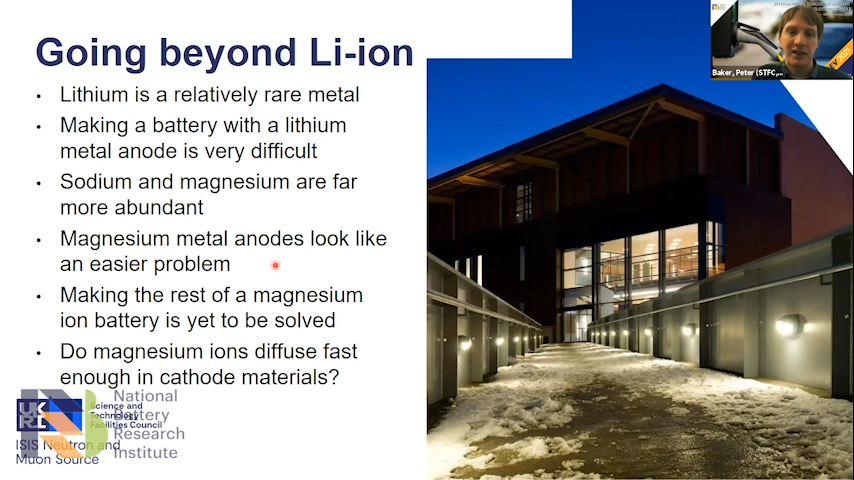 Going beyond Li-ion
• Lithium is a relatively rare metal
• Making a battery with a lithium
metal anode is very difficult
• Sodium and magnesium are far
more abundant
• Magnesium metal anodes look like
an easier problem
• Making the rest of a magnesium
ion battery is yet to be solved
• Do magnesium ions diffuse fast
enough in cathode materials?
UK
RI
Science and
Technology
Facilities Council
ISIS Neutron and
Muon Source
National
Battery
Research
Institute
Baker, Peter (STFC,